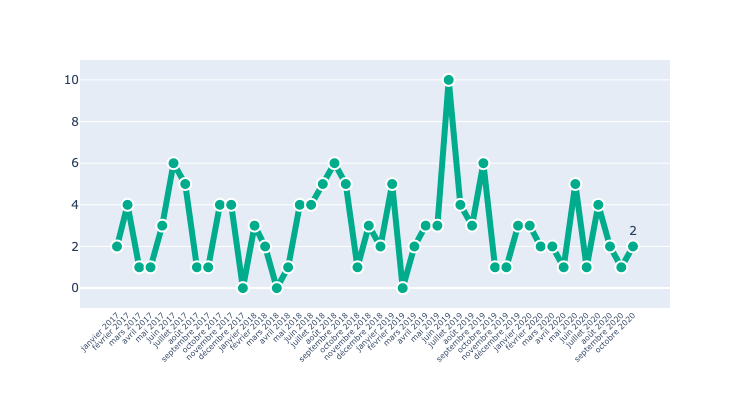 10
8
6
4
2
0
2
janvier 2017
février 2017
mars 2017
avril 2017
mai 2017
juin 2017
juillet 2017
août 2017
septembre 2017
octobre 2017
novembre 2017
décembre 2017
janvier 2018
février 2018
mars 2018
avril 2018
mai 2018
juin 2018
juillet 2018
août 2018
septembre 2018
octobre 2018
novembre 2018
décembre 2018
janvier 2019
février 2019
mars 2019
avril 2019
mai 2019
juin 2019
juillet 2019
août 2019
septembre 2019
octobre 2019
novembre 2019
décembre 2019
janvier 2020
février 2020
mars 2020
avril 2020
mai 2020
juin 2020
juillet 2020
août 2020
septembre 2020
octobre 2020